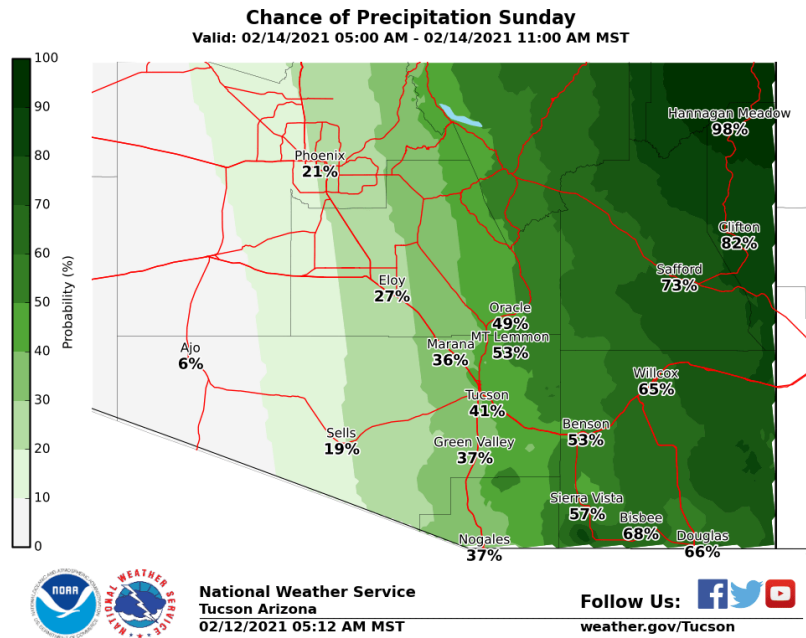 Chance of Precipitation Sunday
Valid: 02/14/2021 05:00 AM - 02/14/2021 11:00 AM MST
100
90
80
70
60
50
40
30
20
10
0
Probability (%)
Hannagan Meadow
98%
Phoenix
21%
Clifton
82%
Safford
73%
Eloy
27%
Oracle
49%
MT Lemmon
53%
Marana
36%
Ajo
6%
Willcox
65%
Tucson
41%
Benson
53%
Sells
19%
Green Valley
37%
Sierra Vista
57%
Bisbee
68%
Douglas
66%
Nogales
37%
NOAA
NATIONAL WEATHER SERVICE
National Weather Service
Tucson Arizona
02/12/2021 05:12 AM MST
Follow Us:
weather.gov/Tucson